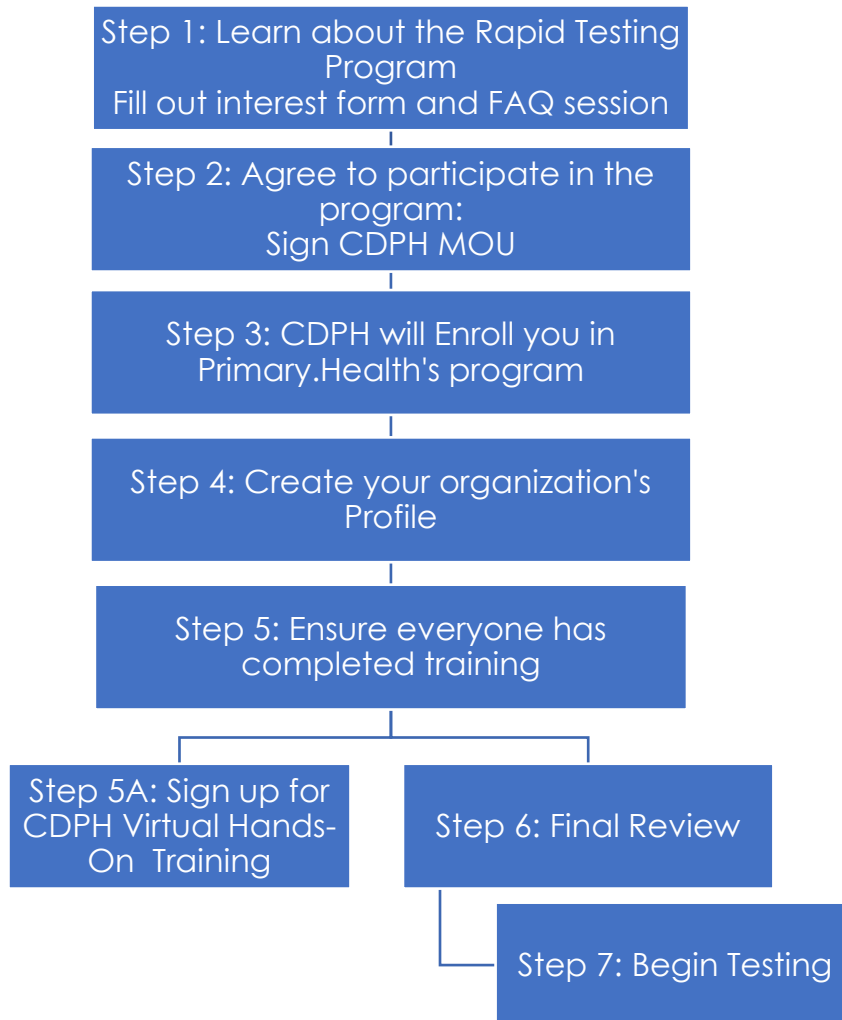 Step 1: Learn about the Rapid Testing
Program
Fill out interest form and FAQ session
Step 2: Agree to participate in the
program:
Sign CDPH MOU
Step 3: CDPH will Enroll you in
Primary.Health's program
Step 4: Create your organization's
Profile
Step 5: Ensure everyone has
completed training
Step 5A: Sign up for
CDPH Virtual Hands-
On Training
Step 6: Final Review
Step 7: Begin Testing